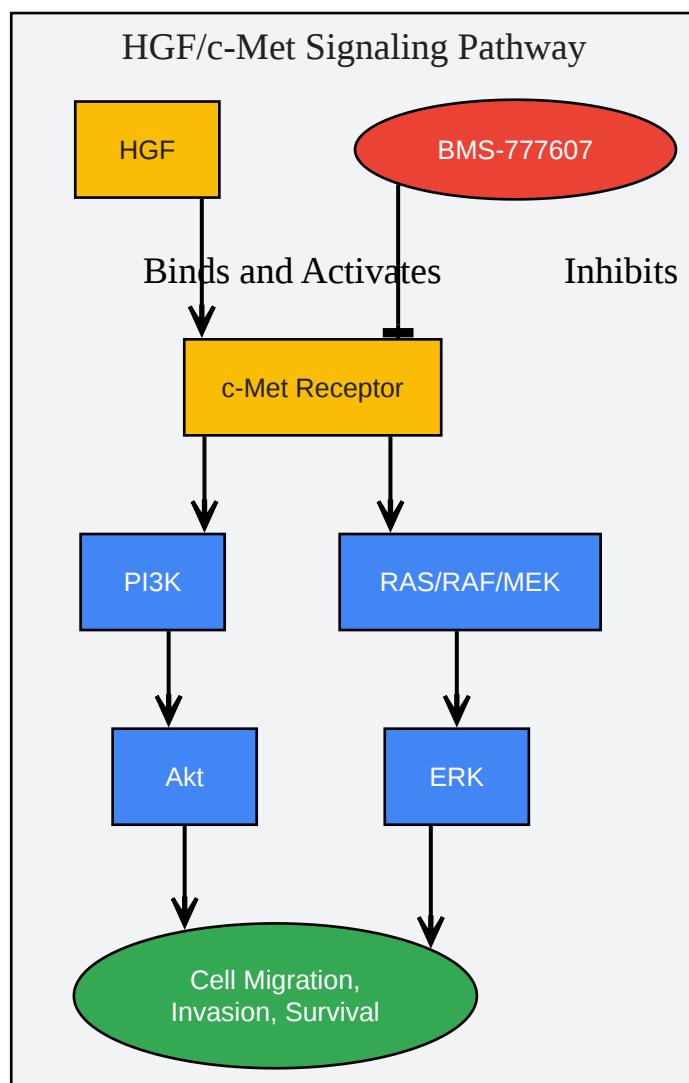 HGF/c-Met Signaling Pathway
HGF
BMS-777607
Binds and Activates
Inhibits
c-Met Receptor
PI3K
RAS/RAF/MEK
Akt
ERK
Cell Migration,
Invasion, Survival